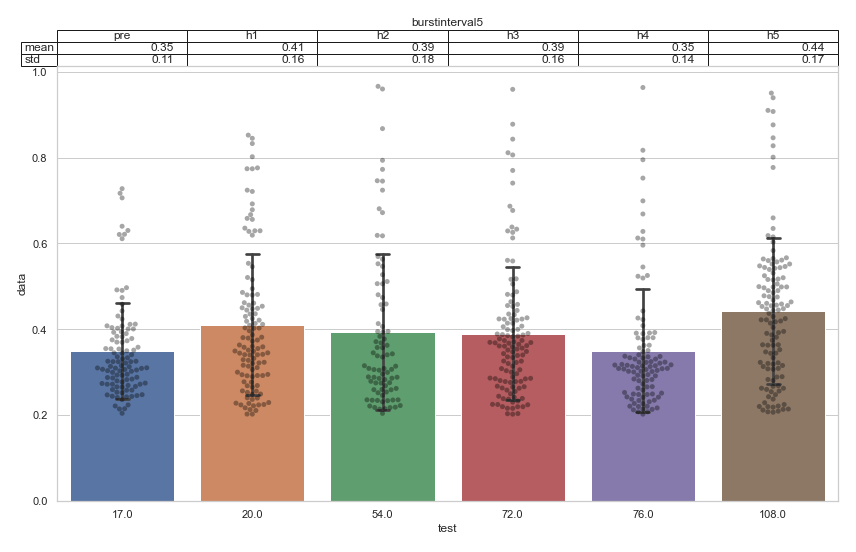 burstinterval5
pre h1 h2 h3 h4 h5
mean 0.35 0.41 0.39 0.39 0.35 0.44
std 0.11 0.16 0.18 0.16 0.14 0.17
1.0
0.8
0.6
0.4
0.2
0.0
data
17.0 20.0 54.0 72.0 76.0 108.0
test